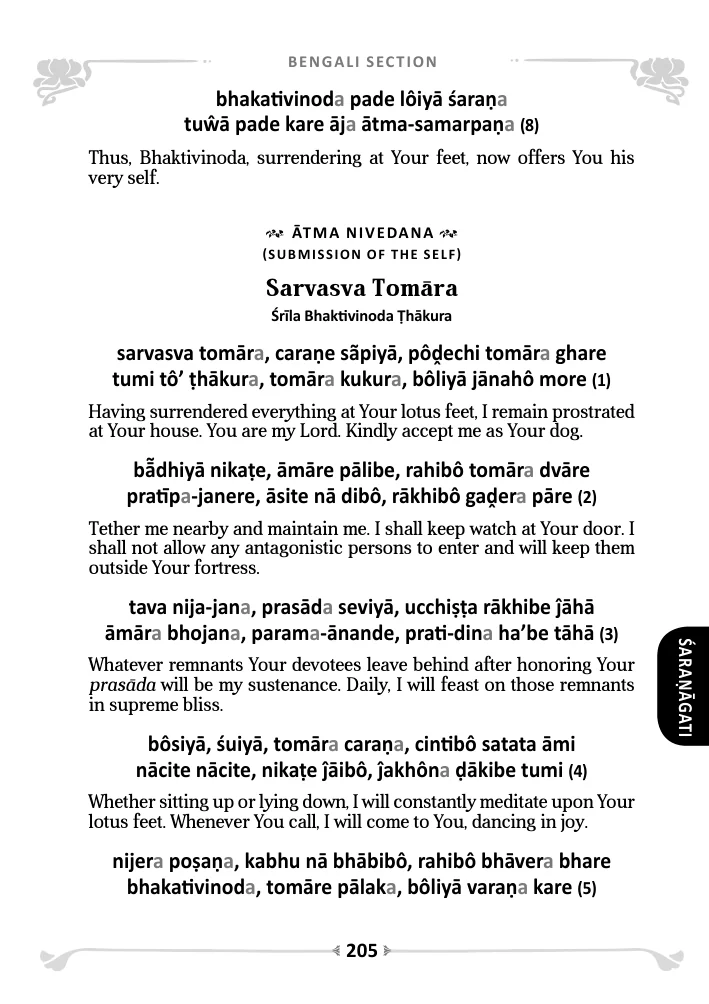 BENGALI SECTION
bhakativinoda pade lôiyā śaraṇa
tuŵā pade kare āja ātma-samarpaṇa (8)
Thus, Bhaktivinoda, surrendering at Your feet, now offers You his
very self.
ĀTMA NIVEDANA
(SUBMISSION OF THE SELF)
Sarvasva Tomāra
Śrīla Bhaktivinoda Ṭhākura
sarvasva tomāra, caraṇe sãpiyā, pôḓechi tomāra ghare
tumi tô’ ṭhākura, tomāra kukura, bôliyā jānahô more (1)
Having surrendered everything at Your lotus feet, I remain prostrated
at Your house. You are my Lord. Kindly accept me as Your dog.
bā̃dhiyā nikaṭe, āmāre pālibe, rahibô tomāra dvāre
pratīpa-janere, āsite nā dibô, rākhibô gaḓera pāre (2)
Tether me nearby and maintain me. I shall keep watch at Your door. I
shall not allow any antagonistic persons to enter and will keep them
outside Your fortress.
tava nija-jana, prasāda seviyā, ucchiṣṭa rākhibe ĵāhā
āmāra bhojana, parama-ānande, prati-dina ha’be tāhā (3)
Whatever remnants Your devotees leave behind after honoring Your
prasāda will be my sustenance. Daily, I will feast on those remnants
in supreme bliss.
bôsiyā, śuiyā, tomāra caraṇa, cintibô satata āmi
nācite nācite, nikaṭe ĵāibô, ĵakhôna ḍākibe tumi (4)
Whether sitting up or lying down, I will constantly meditate upon Your
lotus feet. Whenever You call, I will come to You, dancing in joy.
nijera poṣaṇa, kabhu nā bhābibô, rahibô bhāvera bhare
bhakativinoda, tomāre pālaka, bôliyā varaṇa kare (5)
ŚARAṆĀGATI
205